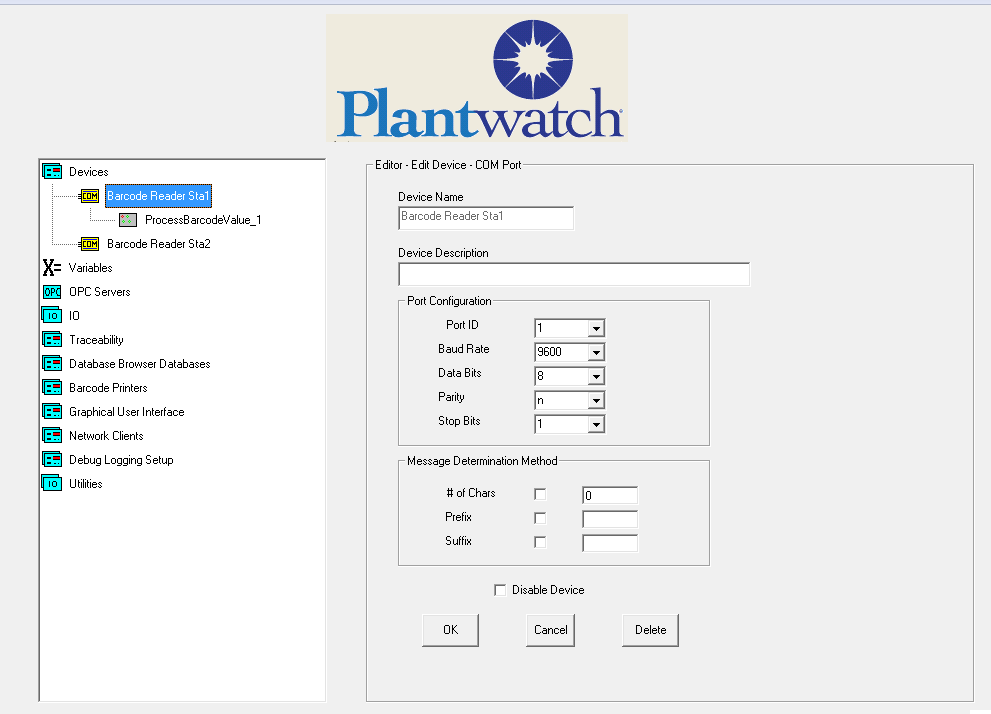 Plantwatch
Devices
COM Barcode Reader Sta1
ProcessBarcodeValue_1
COM Barcode Reader Sta2
X= Variables
OPC OPC Servers
IO IO
Traceability
Database Browser Databases
Barcode Printers
Graphical User Interface
Network Clients
Debug Logging Setup
IO Utilities
Editor - Edit Device - COM Port
Device Name
Barcode Reader Sta1
Device Description
Port Configuration
Port ID 1
Baud Rate 9600
Data Bits 8
Parity n
Stop Bits 1
Message Determination Method
# of Chars 0
Prefix
Suffix
Disable Device
OK Cancel Delete